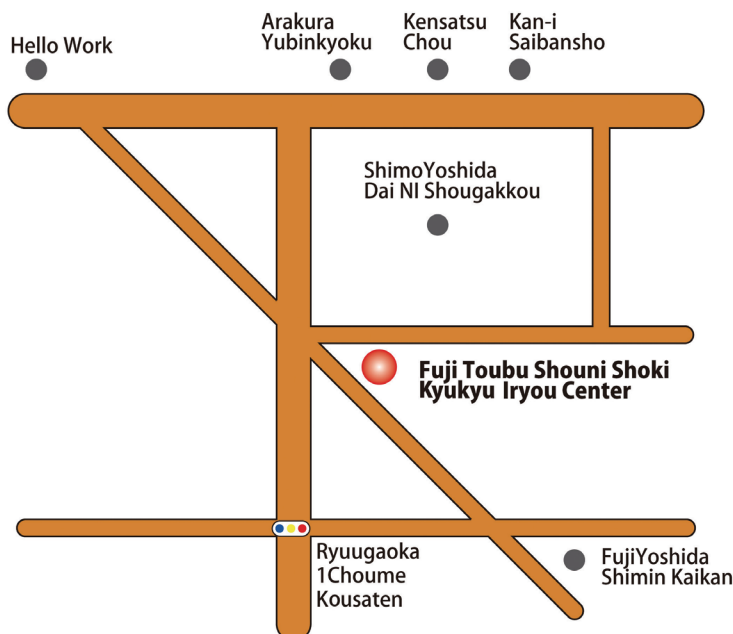 Hello Work
Arakura
Yubinkyoku
Kensatsu
Chou
Kan-i
Saibansho
ShimoYoshida
Dai NI Shougakkou
Fuji Toubu Shouni Shoki
Kyukyu Iryou Center
Ryuugaoka
1Choume
Kousaten
FujiYoshida
Shimin Kaikan